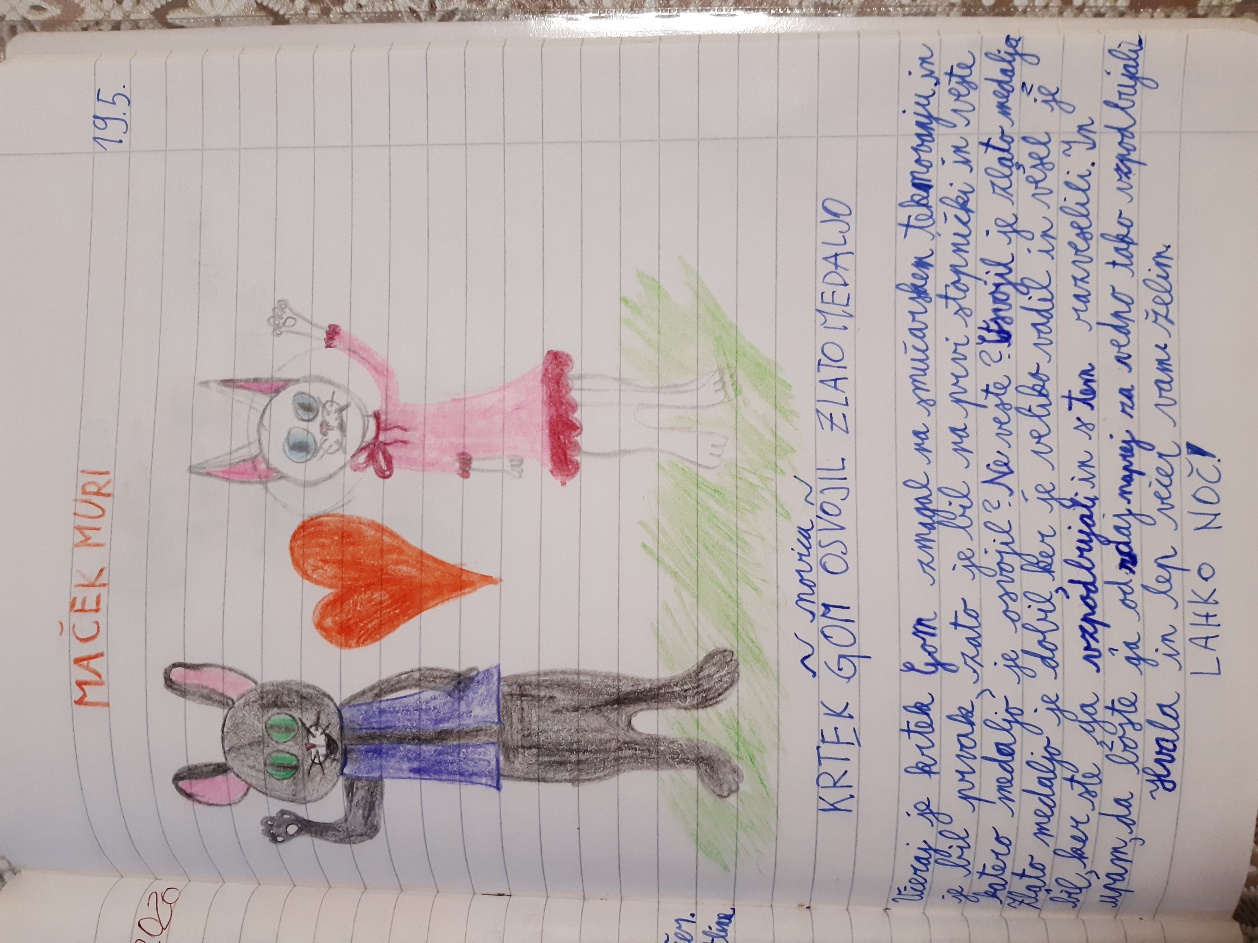 19.5.
MAČEK MURI
~ novica ~
KRTEK GOM OSVOJIL ZLATO MEDALJO
Včeraj je krtek Gom zmagal na smučarskem tekmovanju in
je bil prvak, zato je bil na prvi stopnički in veste
katero medaljo je osvojil? Ne veste? Osvojil je zlato medaljo
Zlato medaljo je dobil, ker je veliko vadil in vesel je
bil, ker ste ga vzpodbujali in s tem razveselili. In
upam, da boste ga od zdaj naprej za vedno tako vzpodbujali.
Hvala in lep večer vam želim.
LAHKO NOČ!
2020